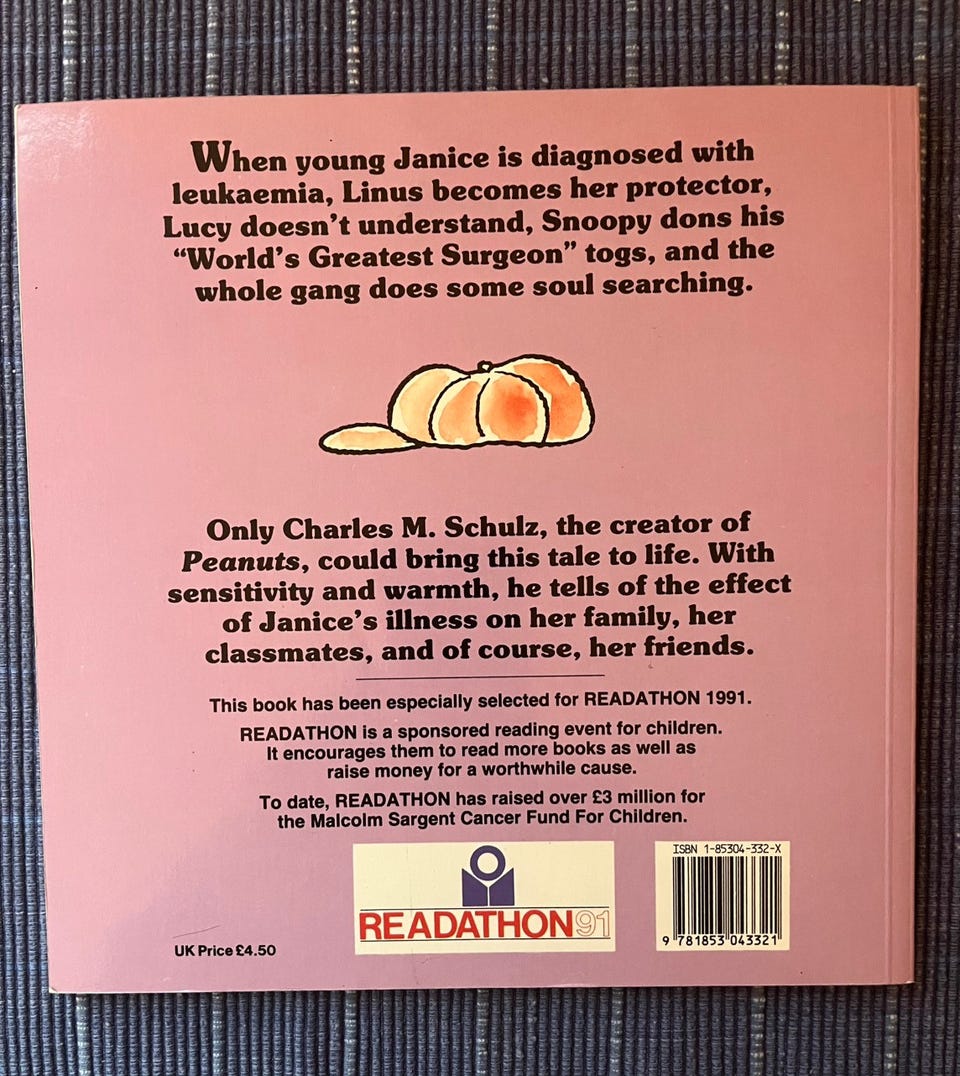 When young Janice is diagnosed with
leukaemia, Linus becomes her protector,
Lucy doesn't understand, Snoopy dons his
“World's Greatest Surgeon” togs, and the
whole gang does some soul searching.
Only Charles M. Schulz, the creator of
Peanuts, could bring this tale to life. With
sensitivity and warmth, he tells of the effect
of Janice's illness on her family, her
classmates, and of course, her friends.
This book has been especially selected for READATHON 1991.
READATHON is a sponsored reading event for children.
It encourages them to read more books as well as
raise money for a worthwhile cause.
To date, READATHON has raised over £3 million for
the Malcolm Sargent Cancer Fund For Children.
READATHON91
ISBN 1-85304-332-X
9 781853 043321
UK Price £4.50